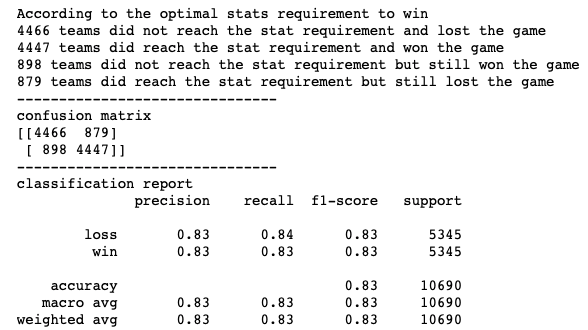 According to the optimal stats requirement to win
4466 teams did not reach the stat requirement and lost the game
4447 teams did reach the stat requirement and won the game
898 teams did not reach the stat requirement but still won the game
879 teams did reach the stat requirement but still lost the game
-------------------------------
confusion matrix
[[4466  879]
 [ 898 4447]]
-------------------------------
classification report
              precision    recall  f1-score   support

        loss       0.83      0.84      0.83      5345
         win       0.83      0.83      0.83      5345

    accuracy                           0.83     10690
   macro avg       0.83      0.83      0.83     10690
weighted avg       0.83      0.83      0.83     10690